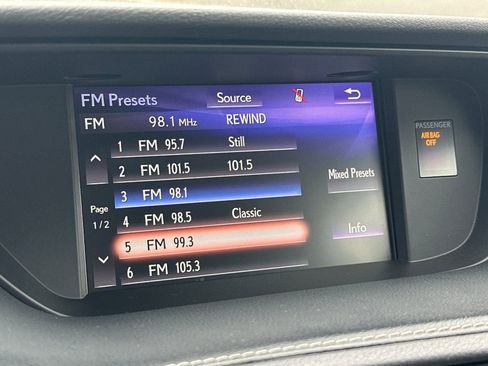 FM Presets Source
FM 98.1 MHz REWIND
1 FM 95.7 Still
2 FM 101.5 101.5
3 FM 98.1
4 FM 98.5 Classic
5 FM 99.3
6 FM 105.3
Page
1/2
Mixed Presets
Info
PASSENGER
AIR BAG
OFF